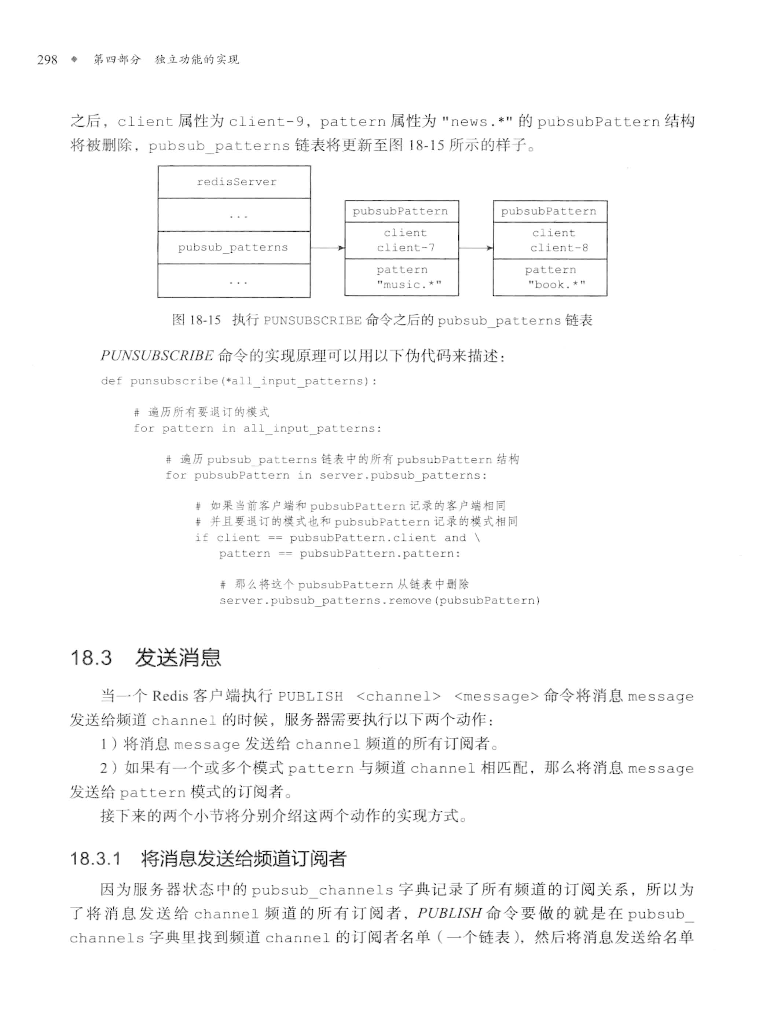 298 ◆ 第四部分 独立功能的实现
之后，client 属性为 client-9，pattern 属性为 "news.*" 的 pubsubPattern 结构
将被删除，pubsub_patterns 链表将更新至图 18-15 所示的样子。
redisServer
...
pubsub_patterns
...
pubsubPattern
client
client-7
pattern
"music.*"
pubsubPattern
client
client-8
pattern
"book.*"
图 18-15 执行 PUNSUBSCRIBE 命令之后的 pubsub_patterns 链表
PUNSUBSCRIBE 命令的实现原理可以用以下伪代码来描述：
def punsubscribe(*all_input_patterns):
# 遍历所有要退订的模式
for pattern in all_input_patterns:
# 遍历 pubsub_patterns 链表中的所有 pubsubPattern 结构
for pubsubPattern in server.pubsub_patterns:
# 如果当前客户端和 pubsubPattern 记录的客户端相同
# 并且要退订的模式也和 pubsubPattern 记录的模式相同
if client == pubsubPattern.client and \
pattern == pubsubPattern.pattern:
# 那么将这个 pubsubPattern 从链表中删除
server.pubsub_patterns.remove(pubsubPattern)
18.3 发送消息
当一个 Redis 客户端执行 PUBLISH <channel> <message> 命令将消息 message
发送给频道 channel 的时候，服务器需要执行以下两个动作：
1）将消息 message 发送给 channel 频道的所有订阅者。
2）如果有一个或多个模式 pattern 与频道 channel 相匹配，那么将消息 message
发送给 pattern 模式的订阅者。
接下来的两个小节将分别介绍这两个动作的实现方式。
18.3.1 将消息发送给频道订阅者
因为服务器状态中的 pubsub_channels 字典记录了所有频道的订阅关系，所以为
了将消息发送给 channel 频道的所有订阅者，PUBLISH 命令要做的就是在 pubsub_
channels 字典里找到频道 channel 的订阅者名单（一个链表），然后将消息发送给名单